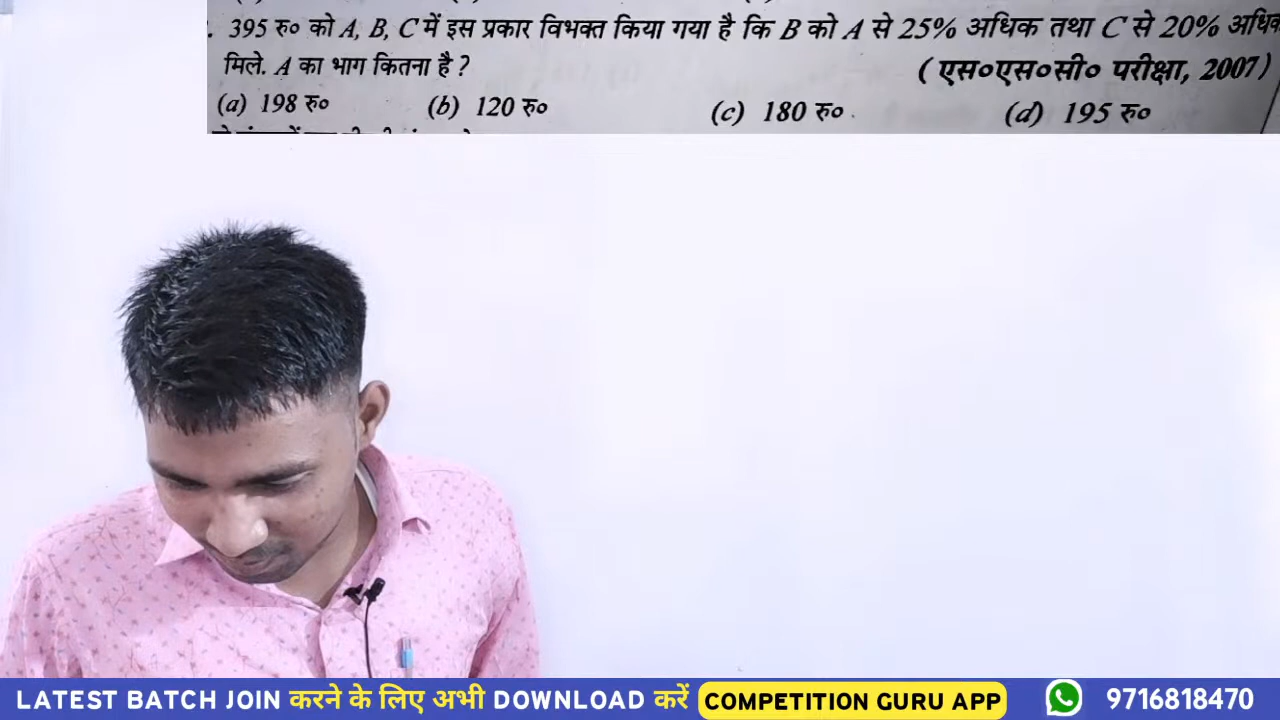 . 395 रु० को A, B, C में इस प्रकार विभक्त किया गया है कि B को A से 25% अधिक तथा C से 20% अधिक
मिले. A का भाग कितना है ?
( एस०एस०सी० परीक्षा, 2007)
(a) 198 रु० (b) 120 रु० (c) 180 रु० (d) 195 रु०
LATEST BATCH JOIN करने के लिए अभी DOWNLOAD करें COMPETITION GURU APP 9716818470